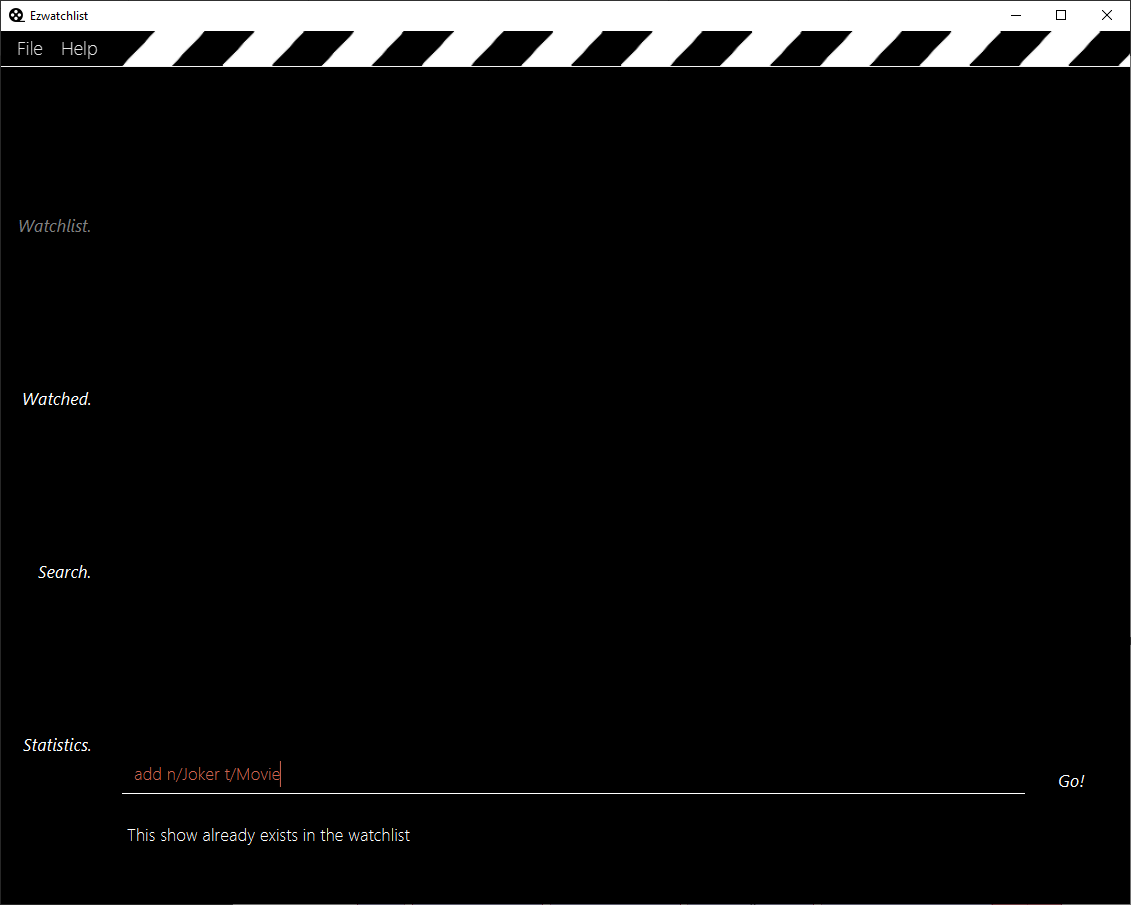 Ezwatchlist
File Help
Watchlist.
Watched.
Search.
Statistics.
add n/Joker t/Movie
Go!
This show already exists in the watchlist